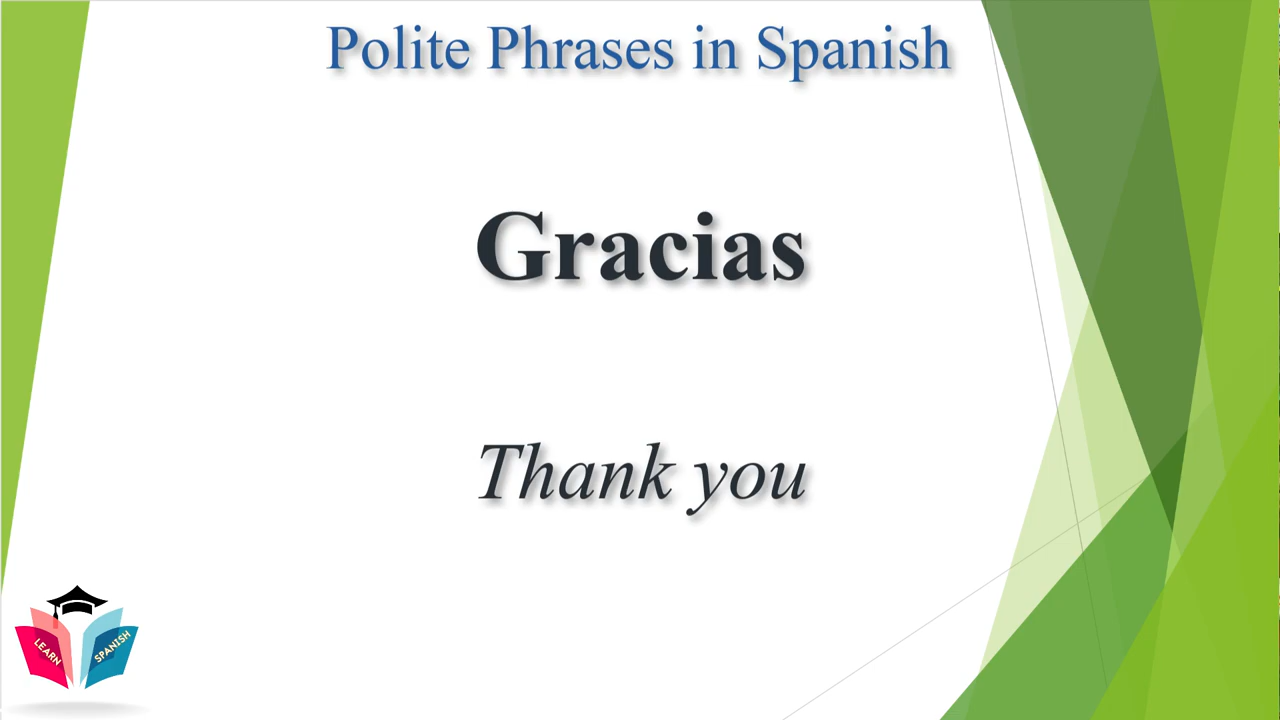 Polite Phrases in Spanish
Gracias
Thank you
LEARN
SPANISH